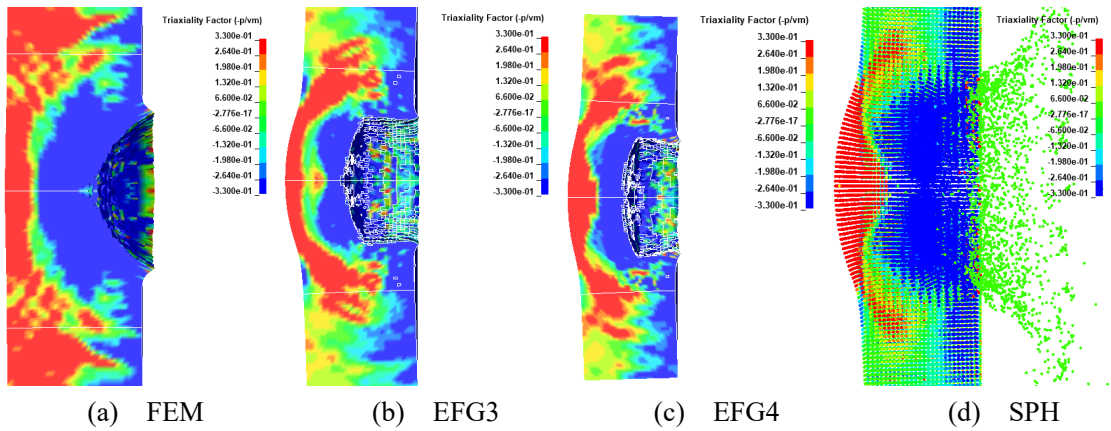 Triaxiality Factor (-p/vm)
3.300e-01
2.640e-01
1.980e-01
1.320e-01
6.600e-02
-2.776e-17
-6.600e-02
-1.320e-01
-1.980e-01
-2.640e-01
-3.300e-01
(a) FEM
Triaxiality Factor (-p/vm)
3.300e-01
2.640e-01
1.980e-01
1.320e-01
6.600e-02
-2.776e-17
-6.600e-02
-1.320e-01
-1.980e-01
-2.640e-01
-3.300e-01
(b) EFG3
Triaxiality Factor (-p/vm)
3.300e-01
2.640e-01
1.980e-01
1.320e-01
6.600e-02
-2.776e-17
-6.600e-02
-1.320e-01
-1.980e-01
-2.640e-01
-3.300e-01
(c) EFG4
Triaxiality Factor (-p/vm)
3.300e-01
2.640e-01
1.980e-01
1.320e-01
6.600e-02
-2.776e-17
-6.600e-02
-1.320e-01
-1.980e-01
-2.640e-01
-3.300e-01
(d) SPH